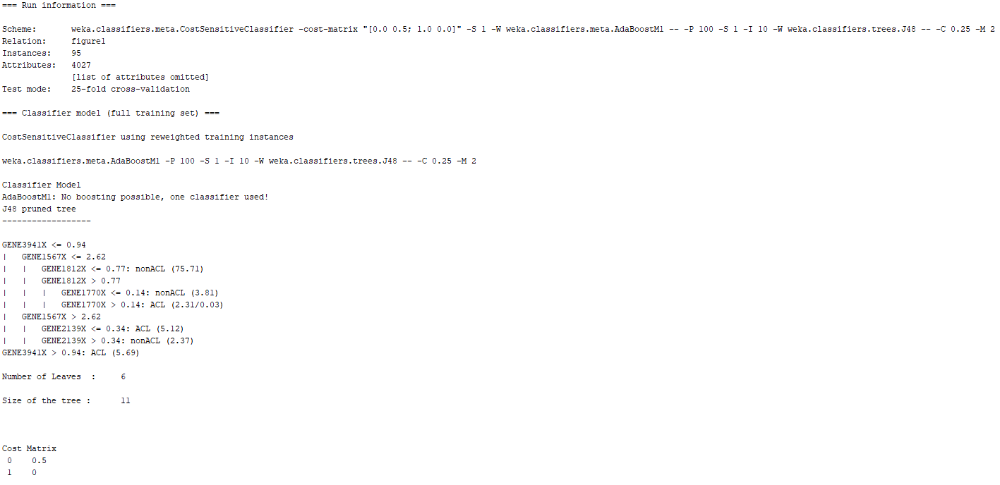 === Run information ===
Scheme: weka.classifiers.meta.CostSensitiveClassifier -cost-matrix "[0.0 0.5; 1.0 0.0]" -S 1 -W weka.classifiers.meta.AdaBoostM1 -- -P 100 -S 1 -I 10 -W weka.classifiers.trees.J48 -- -C 0.25 -M 2
Relation: figure1
Instances: 95
Attributes: 4027
[list of attributes omitted]
Test mode: 25-fold cross-validation
=== Classifier model (full training set) ===
CostSensitiveClassifier using reweighted training instances
weka.classifiers.meta.AdaBoostM1 -P 100 -S 1 -I 10 -W weka.classifiers.trees.J48 -- -C 0.25 -M 2
Classifier Model
AdaBoostM1: No boosting possible, one classifier used!
J48 pruned tree
------------------
GENE3941X <= 0.94
|   GENE1567X <= 2.62
|   |   GENE1812X <= 0.77: nonACL (75.71)
|   |   GENE1812X > 0.77
|   |   |   GENE1770X <= 0.14: nonACL (3.81)
|   |   |   GENE1770X > 0.14: ACL (2.31/0.03)
|   GENE1567X > 2.62
|   |   GENE2139X <= 0.34: ACL (5.12)
|   |   GENE2139X > 0.34: nonACL (2.37)
GENE3941X > 0.94: ACL (5.69)
Number of Leaves  : 6
Size of the tree : 11
Cost Matrix
0 0.5
1 0